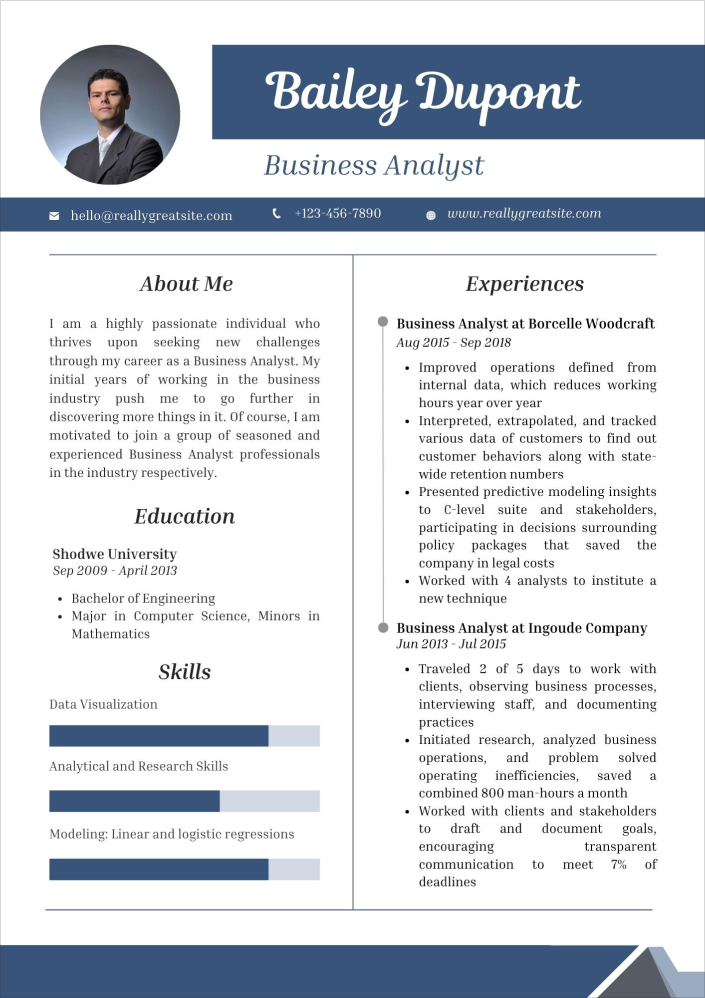 Bailey Dupont
Business Analyst
hello@reallygreatsite.com
+123-456-7890
www.reallygreatsite.com
About Me
I am a highly passionate individual who
thrives upon seeking new challenges
through my career as a Business Analyst. My
initial years of working in the business
industry push me to go further in
discovering more things in it. Of course, I am
motivated to join a group of seasoned and
experienced Business Analyst professionals
in the industry respectively.
Education
Shodwe University
Sep 2009 - April 2013
• Bachelor of Engineering
• Major in Computer Science, Minors in
Mathematics
Skills
Data Visualization
Analytical and Research Skills
Modeling: Linear and logistic regressions
Experiences
Business Analyst at Borcelle Woodcraft
Aug 2015 - Sep 2018
• Improved operations defined from
internal data, which reduces working
hours year over year
• Interpreted, extrapolated, and tracked
various data of customers to find out
customer behaviors along with state-
wide retention numbers
• Presented predictive modeling insights
to C-level suite and stakeholders,
participating in decisions surrounding
policy packages that saved the
company in legal costs
• Worked with 4 analysts to institute a
new technique
Business Analyst at Ingoude Company
Jun 2013 - Jul 2015
• Traveled 2 of 5 days to work with
clients, observing business processes,
interviewing staff, and documenting
practices
• Initiated research, analyzed business
operations, and problem solved
operating inefficiencies, saved a
combined 800 man-hours a month
• Worked with clients and stakeholders
to draft and document goals,
encouraging transparent
communication to meet 7% of
deadlines